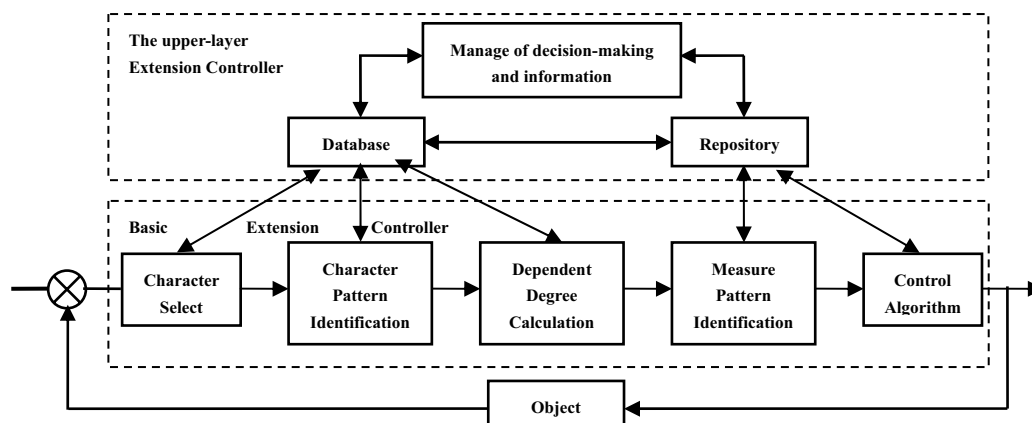 The upper-layer
Extension Controller
Manage of decision-making
and information
Database
Repository
Basic Extension Controller
Character
Select
Character
Pattern
Identification
Dependent
Degree
Calculation
Measure
Pattern
Identification
Control
Algorithm
Object